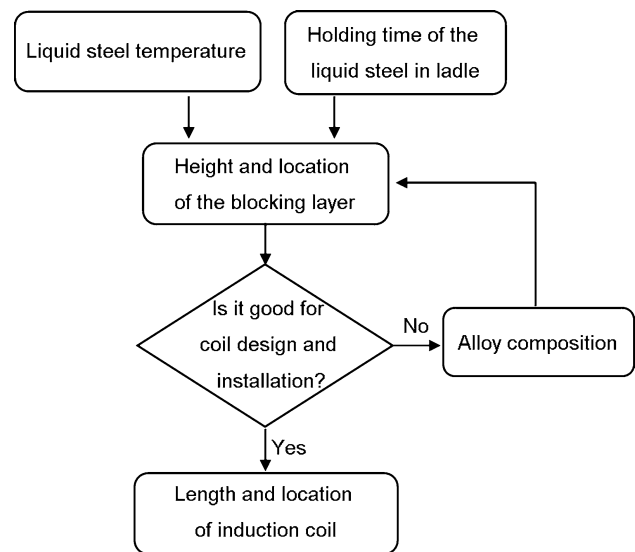 Liquid steel temperature
Holding time of the
liquid steel in ladle
Height and location
of the blocking layer
Is it good for
coil design and
installation?
No
Alloy composition
Yes
Length and location
of induction coil